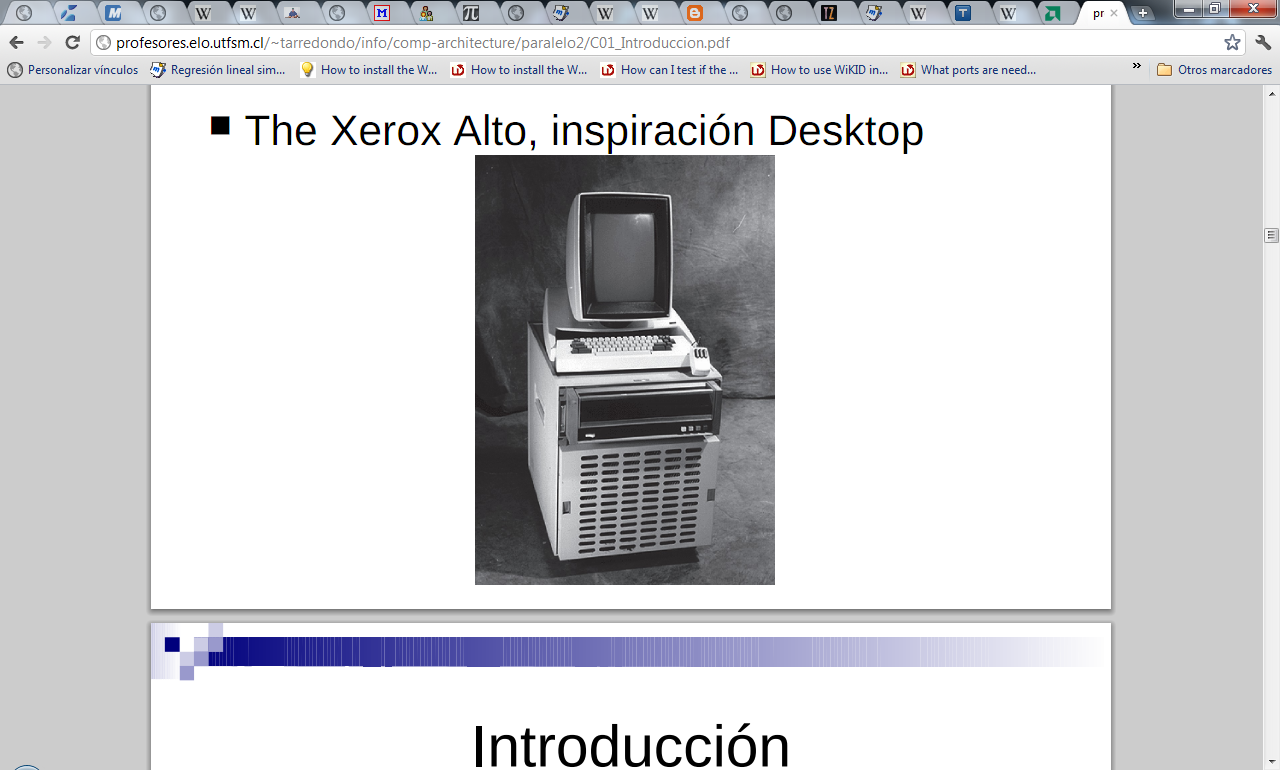 pr
profesores.elo.utfsm.cl/~tarredondo/info/comp-architecture/paralelo2/C01_Introduccion.pdf
Personalizar vínculos
Regresión lineal sim...
How to install the W...
How to install the W...
How can I test if the ...
How to use WiKID in...
What ports are need...
»
Otros marcadores
The Xerox Alto, inspiración Desktop
Introducción